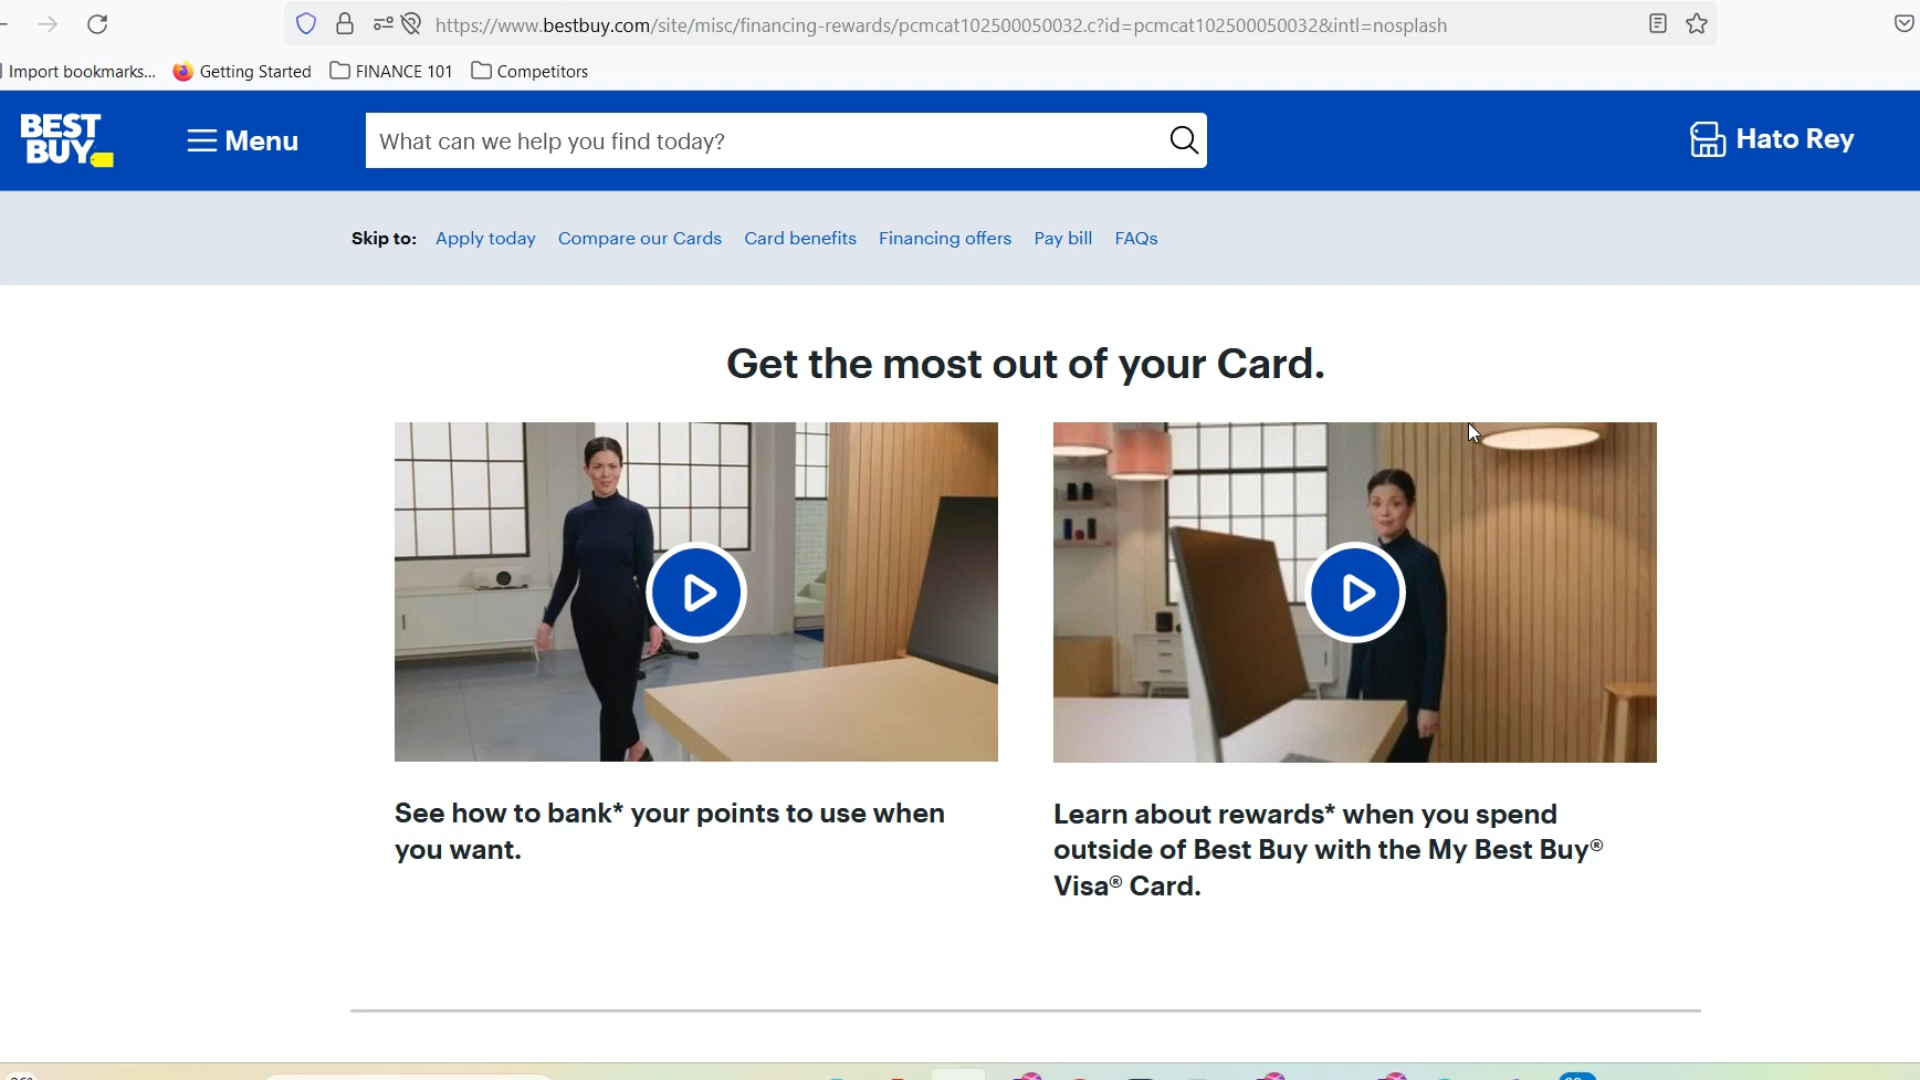 https://www.bestbuy.com/site/misc/financing-rewards/pcmcat102500050032.c?id=pcmcat102500050032&intl=nosplash
Import bookmarks... Getting Started FINANCE 101 Competitors
BEST BUY Menu What can we help you find today? Hato Rey
Skip to: Apply today Compare our Cards Card benefits Financing offers Pay bill FAQs
Get the most out of your Card.
See how to bank* your points to use when
you want.
Learn about rewards* when you spend
outside of Best Buy with the My Best Buy®
Visa® Card.